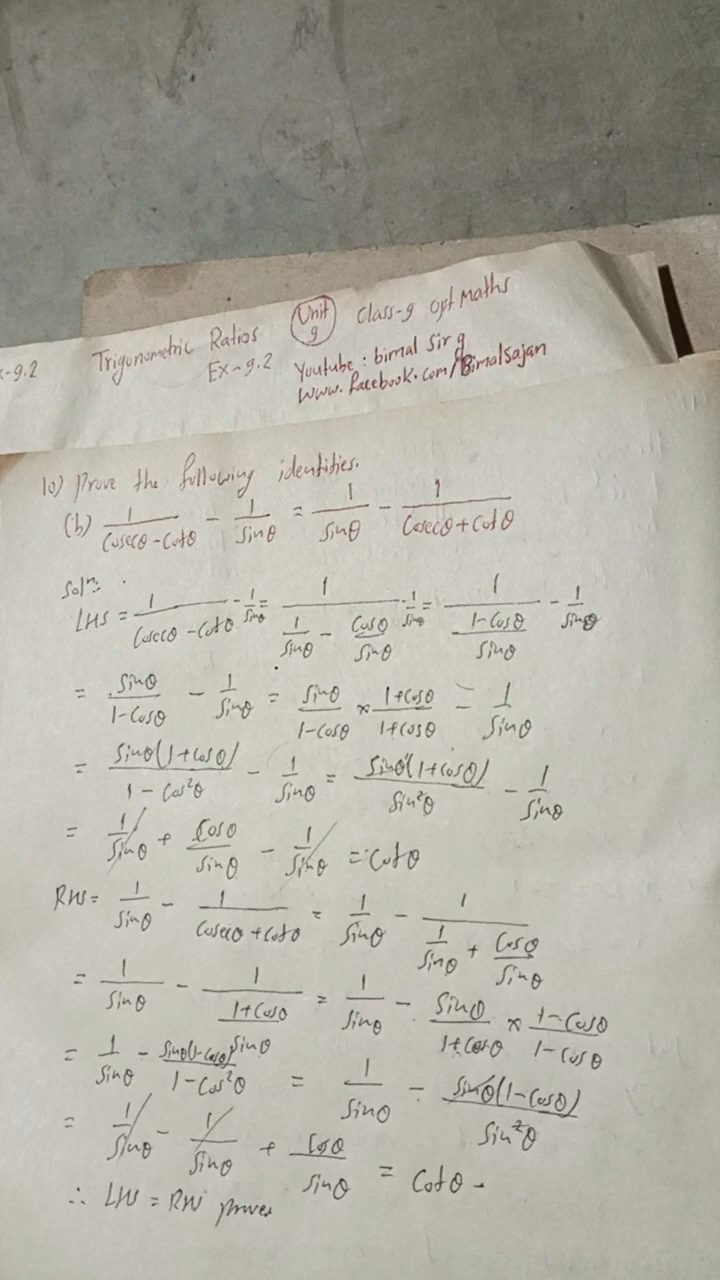 x-9.2 Trigonometric Ratios Unit 9 Class-9 opt Maths
Ex-9.2 Youtube: birnal Sir g
www.facebook.com/BimalSajan
10) Prove the following identities.
(b) 1/(Cosecθ-Cotθ) - 1/Sinθ = 1/Sinθ - 1/(Cosecθ+Cotθ)
Solⁿ:
LHS = 1/(Cosecθ-Cotθ) - 1/Sinθ = 1/(1/Sinθ - Cosθ/Sinθ) - 1/Sinθ = 1/((1-Cosθ)/Sinθ) - 1/Sinθ
= Sinθ/(1-Cosθ) - 1/Sinθ = Sinθ/(1-Cosθ) × (1+Cosθ)/(1+Cosθ) - 1/Sinθ
= Sinθ(1+Cosθ)/(1-Cos²θ) - 1/Sinθ = Sinθ(1+Cosθ)/Sin²θ - 1/Sinθ
= 1/Sinθ + Cosθ/Sinθ - 1/Sinθ = Cotθ
RHS = 1/Sinθ - 1/(Cosecθ+Cotθ) = 1/Sinθ - 1/(1/Sinθ + Cosθ/Sinθ)
= 1/Sinθ - 1/((1+Cosθ)/Sinθ) = 1/Sinθ - Sinθ/(1+Cosθ) × (1-Cosθ)/(1-Cosθ)
= 1/Sinθ - Sinθ(1-Cosθ)/(1-Cos²θ) = 1/Sinθ - Sinθ(1-Cosθ)/Sin²θ
= 1/Sinθ - 1/Sinθ + Cosθ/Sinθ = Cotθ -
∴ LHS = RHS